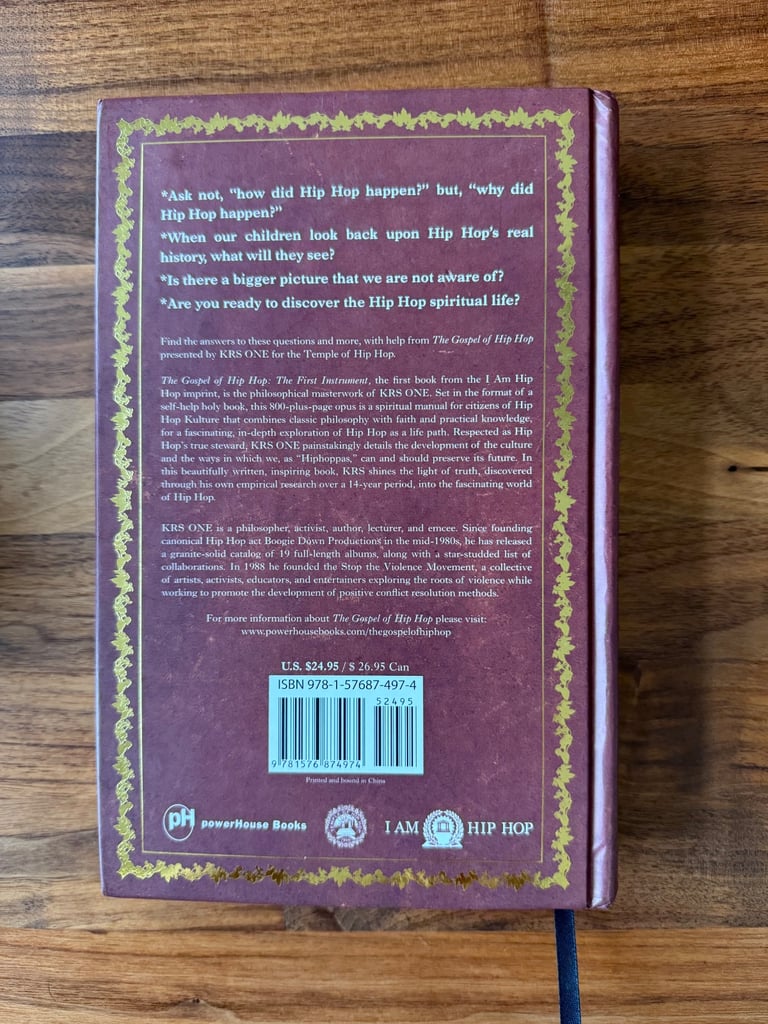 *Ask not, "how did Hip Hop happen?" but, "why did
Hip Hop happen?"
*When our children look back upon Hip Hop's real
history, what will they see?
*Is there a bigger picture that we are not aware of?
*Are you ready to discover the Hip Hop spiritual life?
Find the answers to these questions and more, with help from The Gospel of Hip Hop
presented by KRS ONE for the Temple of Hip Hop.
The Gospel of Hip Hop: The First Instrument, the first book from the I Am Hip
Hop imprint, is the philosophical masterwork of KRS ONE. Set in the format of a
self-help holy book, this 800-plus-page opus is a spiritual manual for citizens of Hip
Hop Kulture that combines classic philosophy with faith and practical knowledge,
for a fascinating, in-depth exploration of Hip Hop as a life path. Respected as Hip
Hop's true steward, KRS ONE painstakingly details the development of the culture
and the ways in which we, as "Hiphoppas," can and should preserve its future. In
this beautifully written, inspiring book, KRS shines the light of truth, discovered
through his own empirical research over a 14-year period, into the fascinating world
of Hip Hop.
KRS ONE is a philosopher, activist, author, lecturer, and emcee. Since founding
canonical Hip Hop act Boogie Down Productions in the mid-1980s, he has released
a granite-solid catalog of 19 full-length albums, along with a star-studded list of
collaborations. In 1988 he founded the Stop the Violence Movement, a collective
of artists, activists, educators, and entertainers exploring the roots of violence while
working to promote the development of positive conflict resolution methods.
For more information about The Gospel of Hip Hop please visit:
www.powerhousebooks.com/thegospelofhiphop
U.S. $24.95 / $ 26.95 Can
ISBN 978-1-57687-497-4
52495
9 781576 874974
Printed and bound in China
pH powerHouse Books
I AM HIP HOP